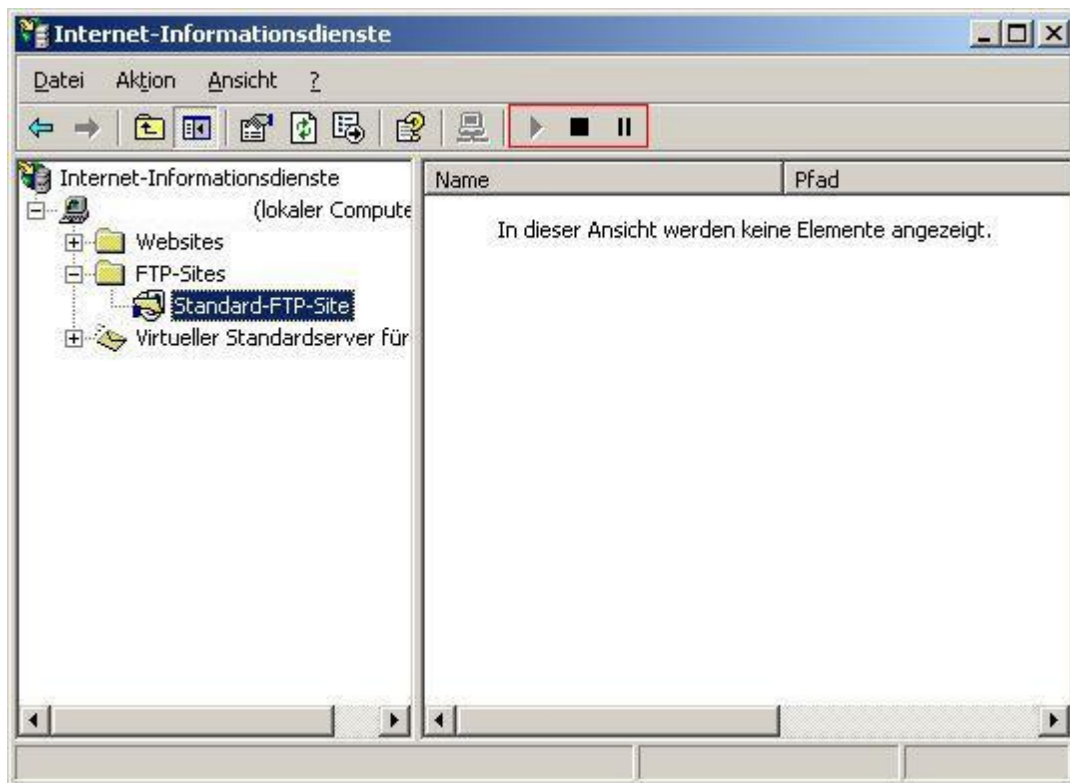 Internet-Informationsdienste
Datei Aktion Ansicht ?
Internet-Informationsdienste
(lokaler Compute
Websites
FTP-Sites
Standard-FTP-Site
Virtueller Standardserver für
Name Pfad
In dieser Ansicht werden keine Elemente angezeigt.